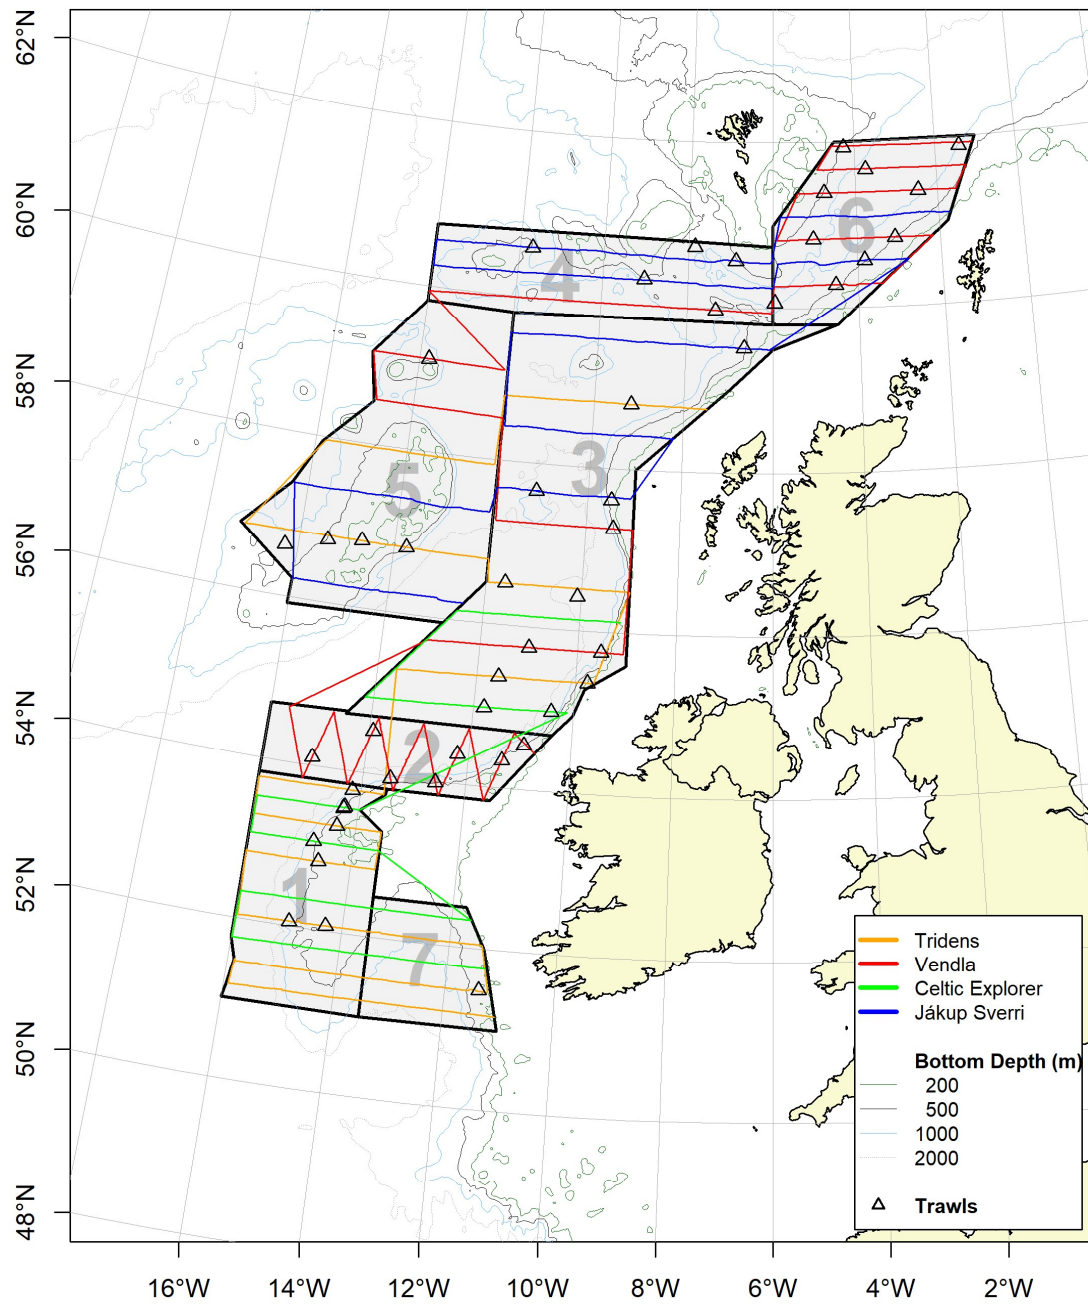 62°N
60°N
58°N
56°N
54°N
52°N
50°N
48°N
6
4
3
5
2
1
7
Tridens
Vendla
Celtic Explorer
Jákup Sverri
Bottom Depth (m)
200
500
1000
2000
Trawls
16°W
14°W
12°W
10°W
8°W
6°W
4°W
2°W